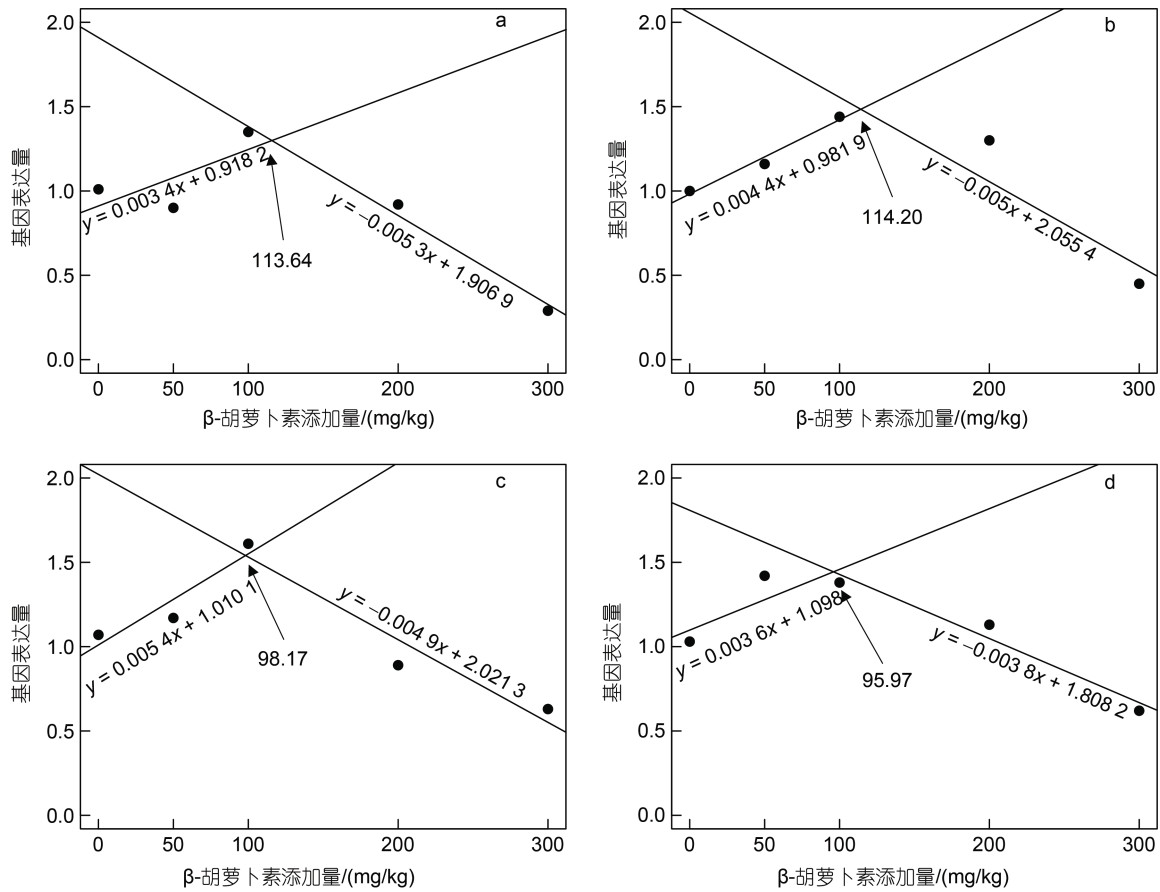 a
2.0
1.5
1.0
0.5
0.0
基因表达量
y = 0.003 4x + 0.918 2
y = −0.005 3x + 1.906 9
113.64
0 50 100 200 300
β-胡萝卜素添加量/(mg/kg)
b
2.0
1.5
1.0
0.5
0.0
基因表达量
y = 0.004 4x + 0.981 9
y = −0.005x + 2.055 4
114.20
0 50 100 200 300
β-胡萝卜素添加量/(mg/kg)
c
2.0
1.5
1.0
0.5
0.0
基因表达量
y = 0.005 4x + 1.010 1
y = −0.004 9x + 2.021 3
98.17
0 50 100 200 300
β-胡萝卜素添加量/(mg/kg)
d
2.0
1.5
1.0
0.5
0.0
基因表达量
y = 0.003 6x + 1.098
y = −0.003 8x + 1.808 2
95.97
0 50 100 200 300
β-胡萝卜素添加量/(mg/kg)